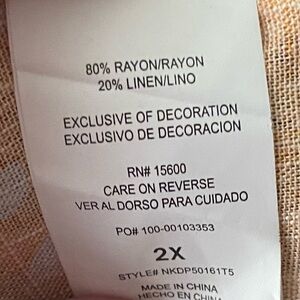 80% RAYON/RAYON
20% LINEN/LINO
EXCLUSIVE OF DECORATION
EXCLUSIVO DE DECORACION
RN# 15600
CARE ON REVERSE
VER AL DORSO PARA CUIDADO
PO# 100-00103353
2X
STYLE# NKDP50161T5
MADE IN CHINA
HECHO EN CHINA